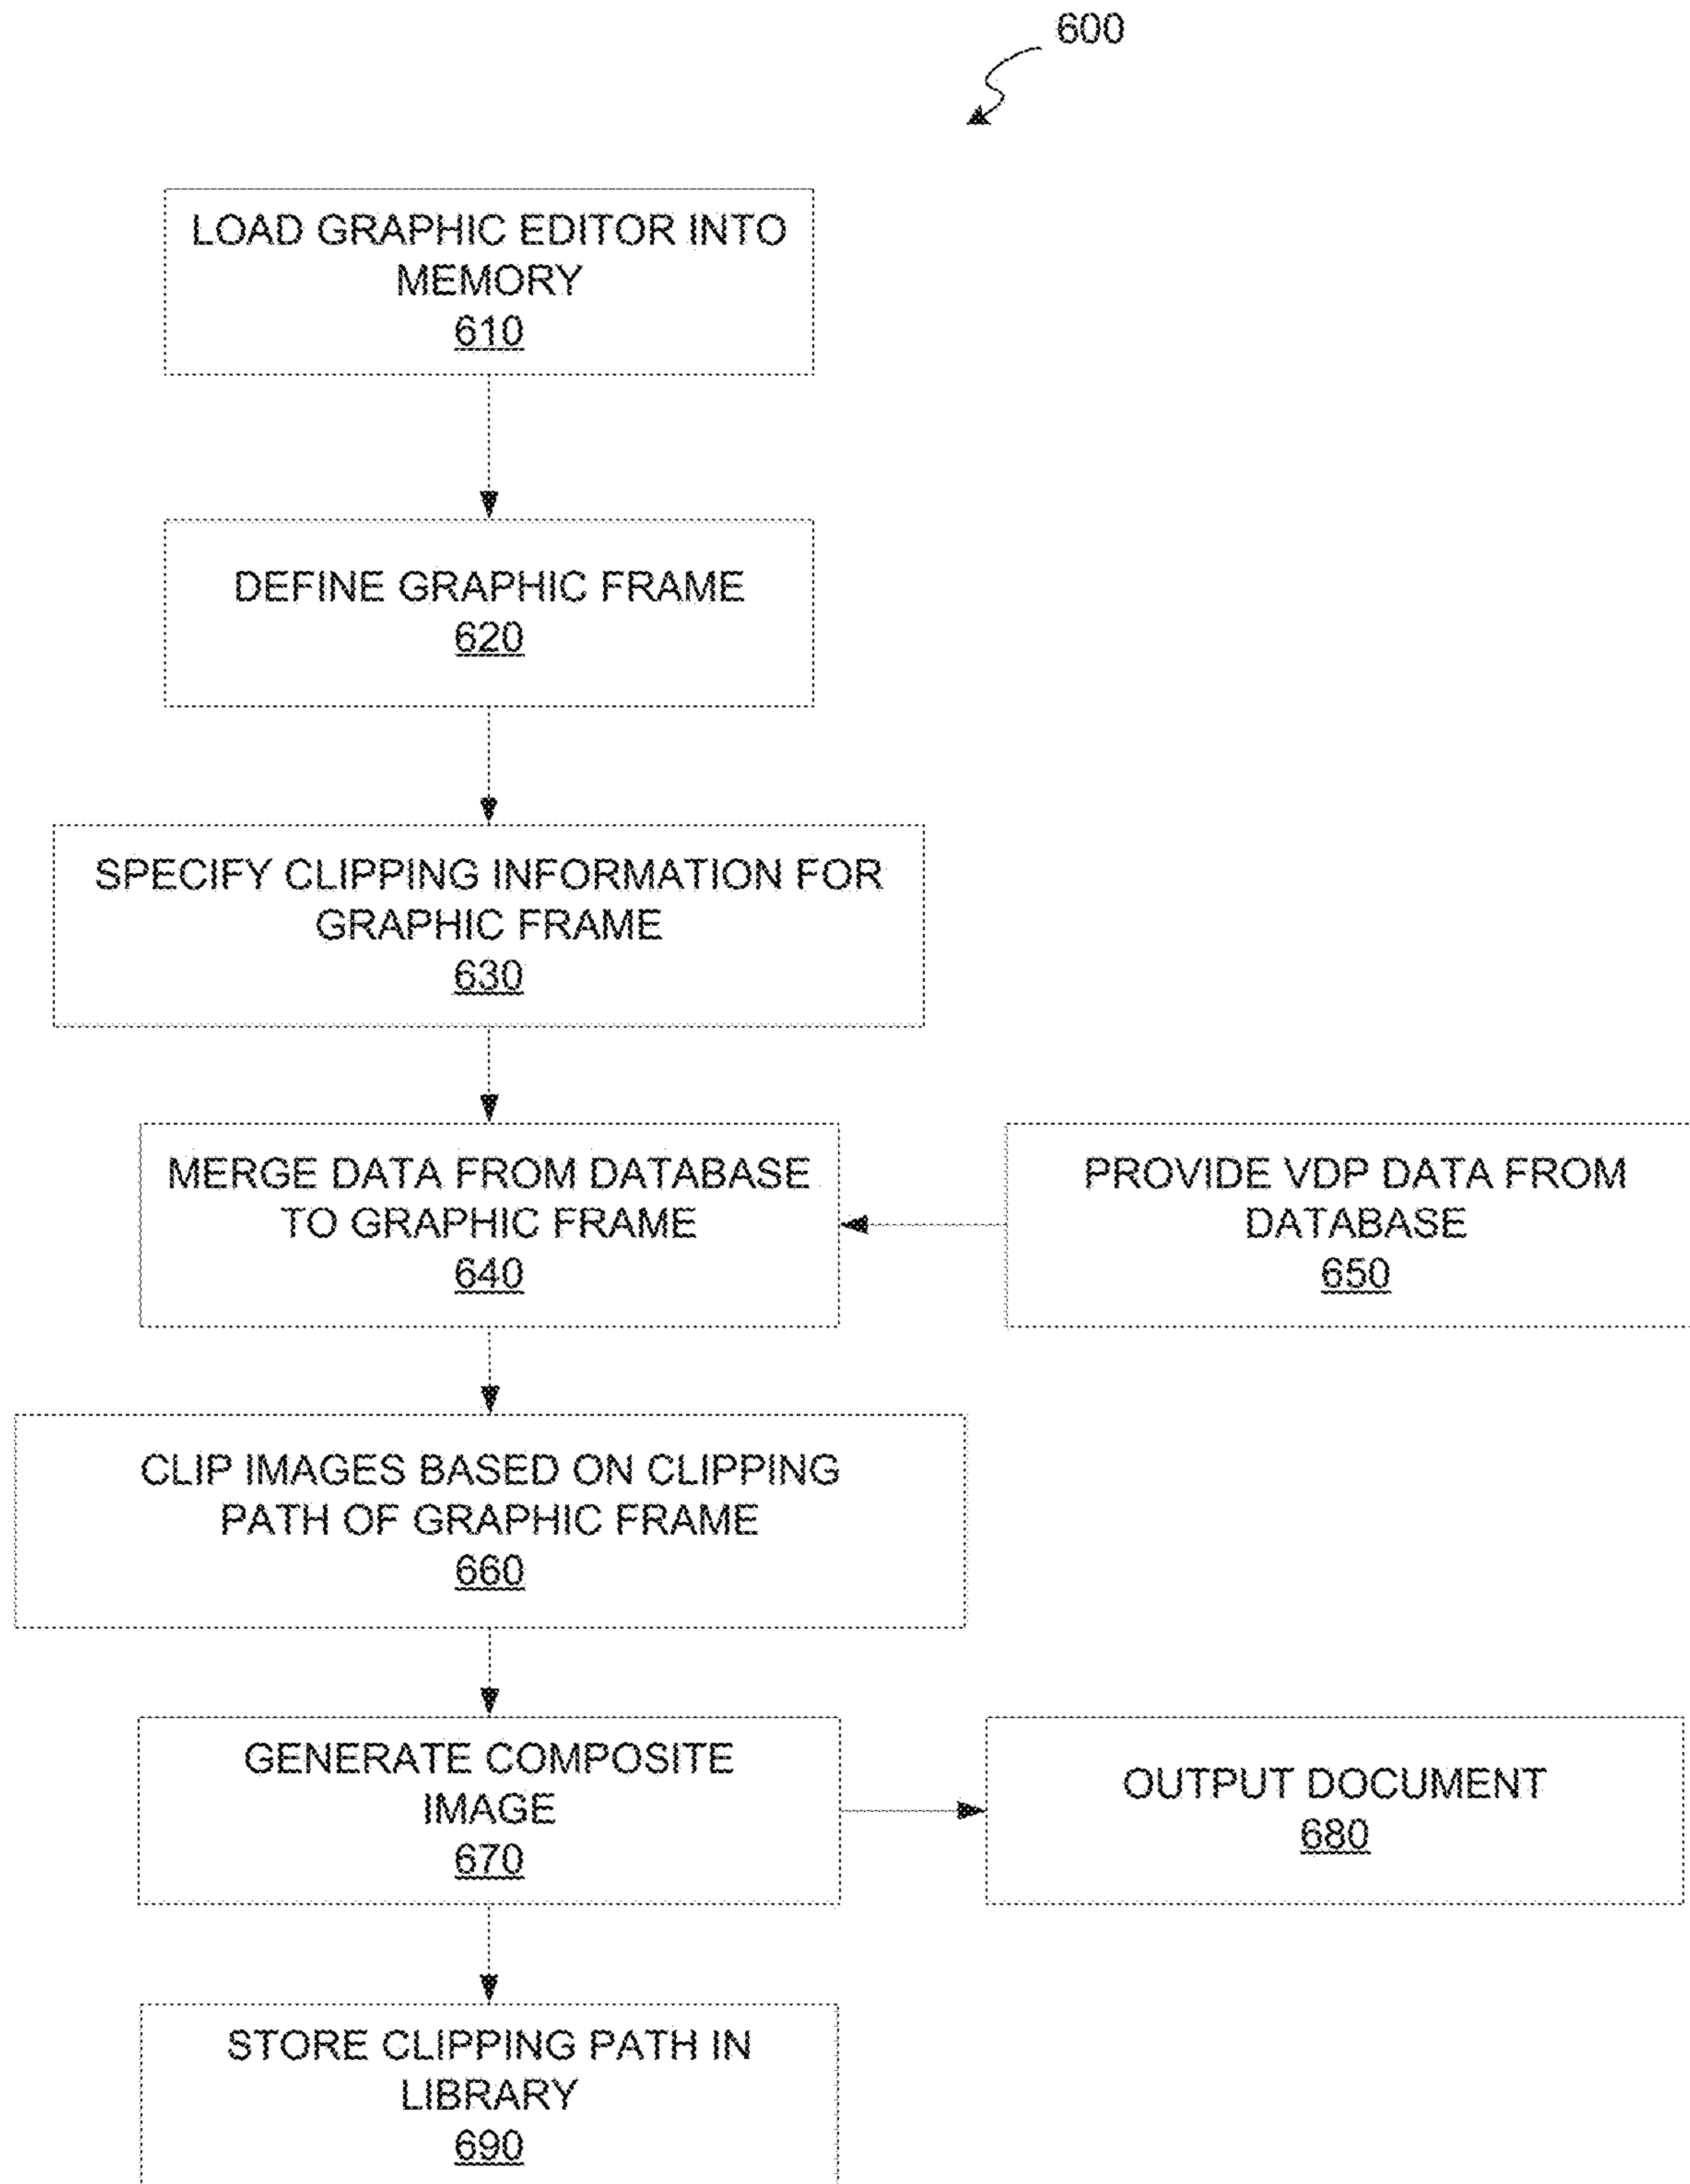 600
LOAD GRAPHIC EDITOR INTO
MEMORY
610
DEFINE GRAPHIC FRAME
620
SPECIFY CLIPPING INFORMATION FOR
GRAPHIC FRAME
630
MERGE DATA FROM DATABASE
TO GRAPHIC FRAME
640
PROVIDE VDP DATA FROM
DATABASE
650
CLIP IMAGES BASED ON CLIPPING
PATH OF GRAPHIC FRAME
660
GENERATE COMPOSITE
IMAGE
670
OUTPUT DOCUMENT
680
STORE CLIPPING PATH IN
LIBRARY
690